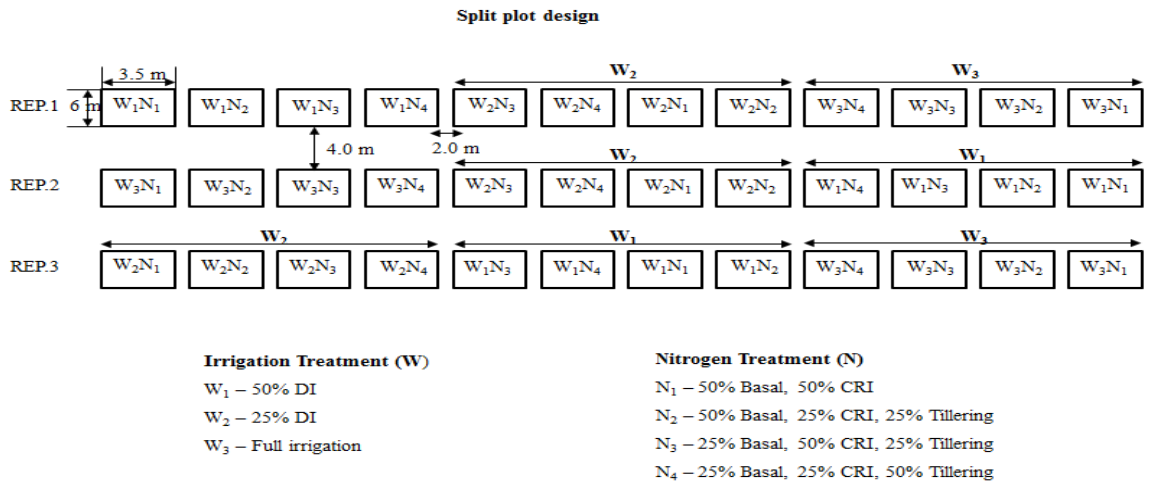 Split plot design
3.5 m
W₂
W₃
REP.1
6 m
W₁N₁ W₁N₂ W₁N₃ W₁N₄ W₂N₃ W₂N₄ W₂N₁ W₂N₂ W₃N₄ W₃N₃ W₃N₂ W₃N₁
4.0 m
2.0 m
W₂
W₁
REP.2
W₃N₁ W₃N₂ W₃N₃ W₃N₄ W₂N₃ W₂N₄ W₂N₁ W₂N₂ W₁N₄ W₁N₃ W₁N₂ W₁N₁
W₂
W₁
W₃
REP.3
W₂N₁ W₂N₂ W₂N₃ W₂N₄ W₁N₃ W₁N₄ W₁N₁ W₁N₂ W₃N₄ W₃N₃ W₃N₂ W₃N₁
Irrigation Treatment (W)
W₁ – 50% DI
W₂ – 25% DI
W₃ – Full irrigation
Nitrogen Treatment (N)
N₁ – 50% Basal, 50% CRI
N₂ – 50% Basal, 25% CRI, 25% Tillering
N₃ – 25% Basal, 50% CRI, 25% Tillering
N₄ – 25% Basal, 25% CRI, 50% Tillering